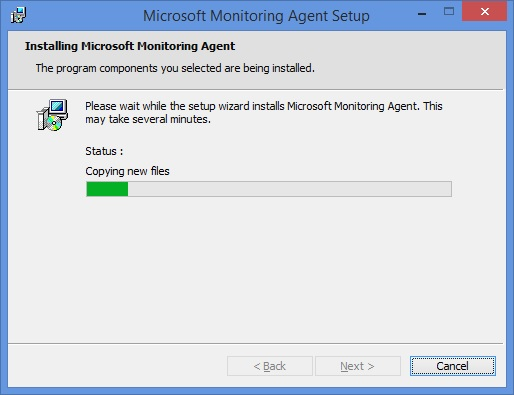 Microsoft Monitoring Agent Setup
Installing Microsoft Monitoring Agent
The program components you selected are being installed.
Please wait while the setup wizard installs Microsoft Monitoring Agent. This
may take several minutes.
Status :
Copying new files
< Back Next > Cancel